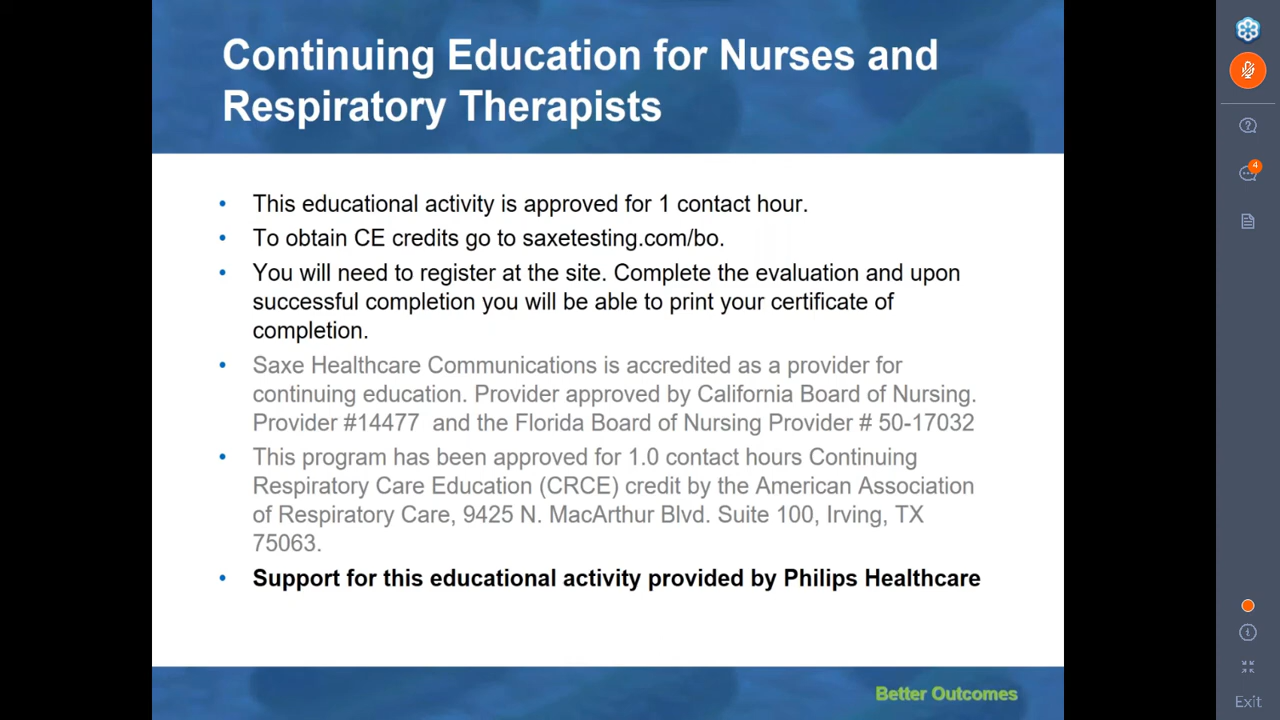 Continuing Education for Nurses and
Respiratory Therapists
• This educational activity is approved for 1 contact hour.
• To obtain CE credits go to saxetesting.com/bo.
• You will need to register at the site. Complete the evaluation and upon
successful completion you will be able to print your certificate of
completion.
• Saxe Healthcare Communications is accredited as a provider for
continuing education. Provider approved by California Board of Nursing.
Provider #14477 and the Florida Board of Nursing Provider # 50-17032
• This program has been approved for 1.0 contact hours Continuing
Respiratory Care Education (CRCE) credit by the American Association
of Respiratory Care, 9425 N. MacArthur Blvd. Suite 100, Irving, TX
75063.
• Support for this educational activity provided by Philips Healthcare
Better Outcomes
4
Exit